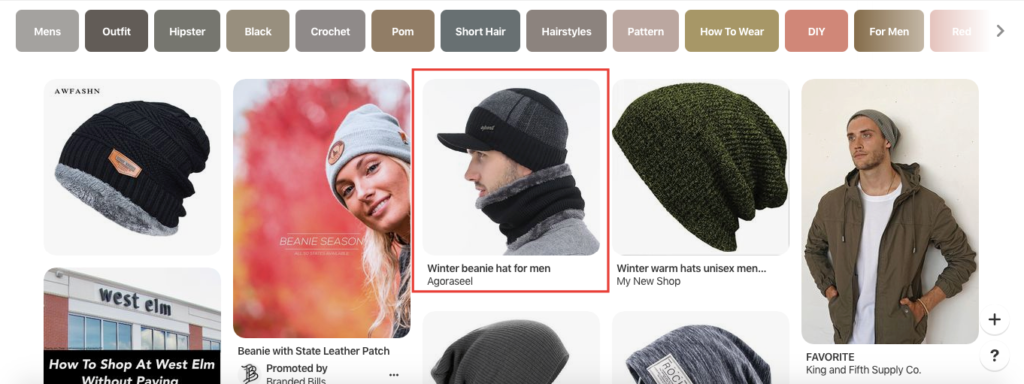 Mens
Outfit
Hipster
Black
Crochet
Pom
Short Hair
Hairstyles
Pattern
How To Wear
DIY
For Men
Red
AWFASHN
BEANIE SEASON
Winter beanie hat for men
Agoraseel
Winter warm hats unisex men...
My New Shop
west elm
How To Shop At West Elm
Without Paying
Beanie with State Leather Patch
Promoted by
Branded Bills
...
FAVORITE
King and Fifth Supply Co.
ROCK
+
?